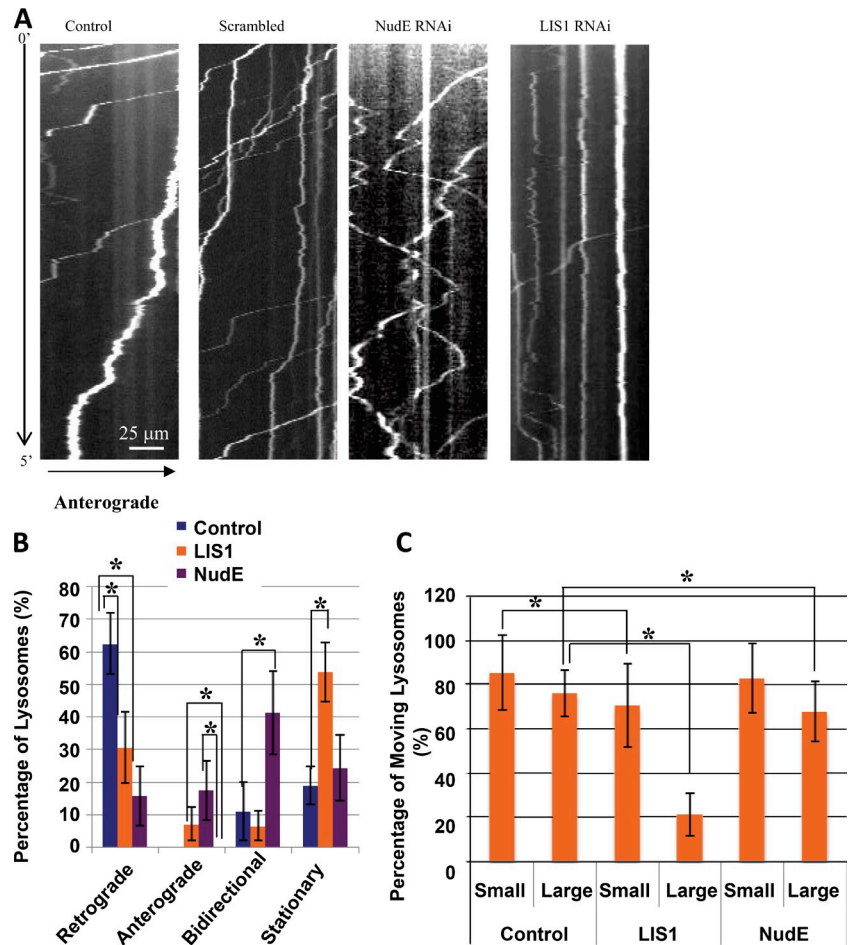 A
Control Scrambled NudE RNAi LIS1 RNAi
0'
5'
25 μm
Anterograde
B
Control
LIS1
NudE
*
*
*
*
*
*
Percentage of Lysosomes (%)
80
70
60
50
40
30
20
10
0
Retrograde Anterograde Bidirectional Stationary
C
*
*
*
Percentage of Moving Lysosomes
(%)
120
100
80
60
40
20
0
Small Large Small Large Small Large
Control LIS1 NudE